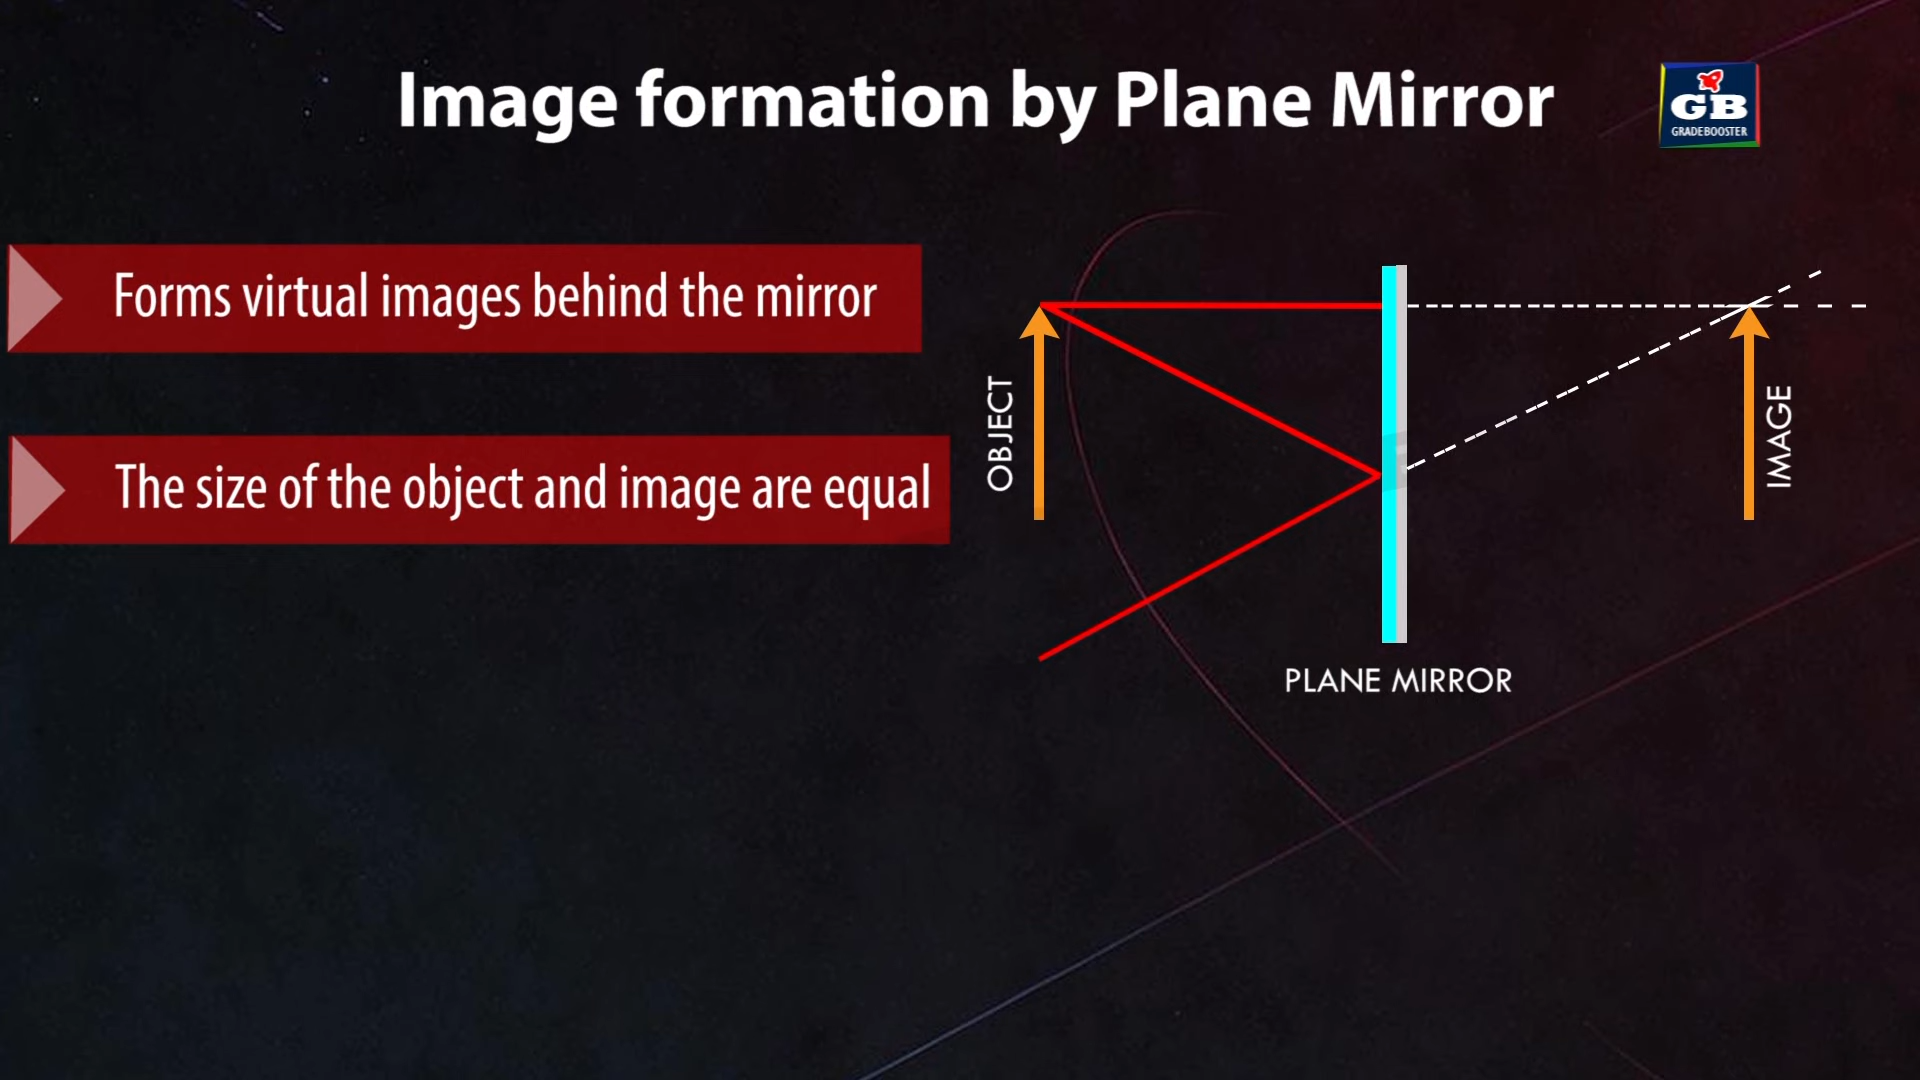 Image formation by Plane Mirror
GB
GRADEBOOSTER
Forms virtual images behind the mirror
The size of the object and image are equal
OBJECT
IMAGE
PLANE MIRROR